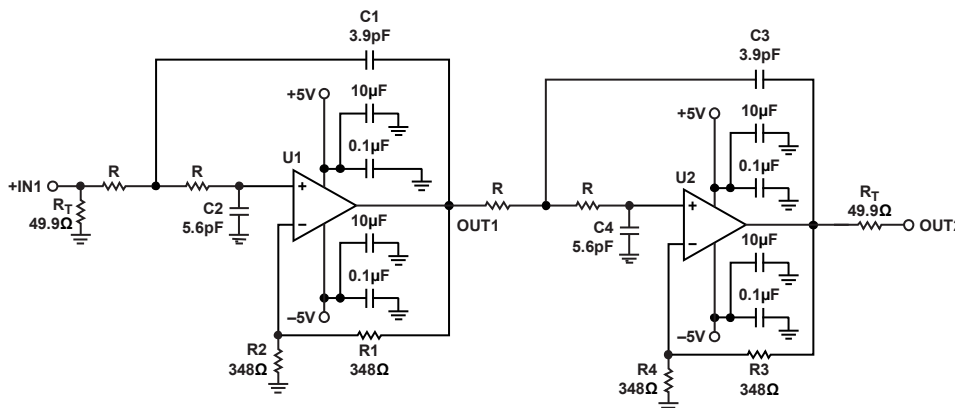 C1
3.9pF
+5V
10µF
0.1µF
U1
+IN1
R
R
RT
49.9Ω
C2
5.6pF
+
–
10µF
0.1µF
–5V
R2
348Ω
R1
348Ω
OUT1
C3
3.9pF
+5V
10µF
0.1µF
U2
R
R
C4
5.6pF
+
–
RT
49.9Ω
OUT2
10µF
0.1µF
–5V
R4
348Ω
R3
348Ω